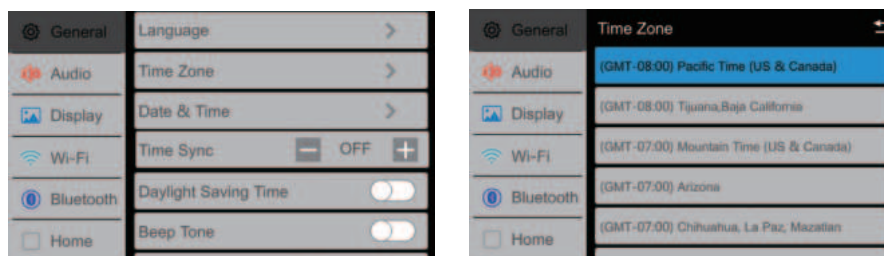 General
Audio
Display
Wi-Fi
Bluetooth
Home
Language
Time Zone
Date & Time
Time Sync OFF
Daylight Saving Time
Beep Tone
General
Audio
Display
Wi-Fi
Bluetooth
Home
Time Zone
(GMT-08:00) Pacific Time (US & Canada)
(GMT-08:00) Tijuana,Baja California
(GMT-07:00) Mountain Time (US & Canada)
(GMT-07:00) Arizona
(GMT-07:00) Chihuahua, La Paz, Mazatlan